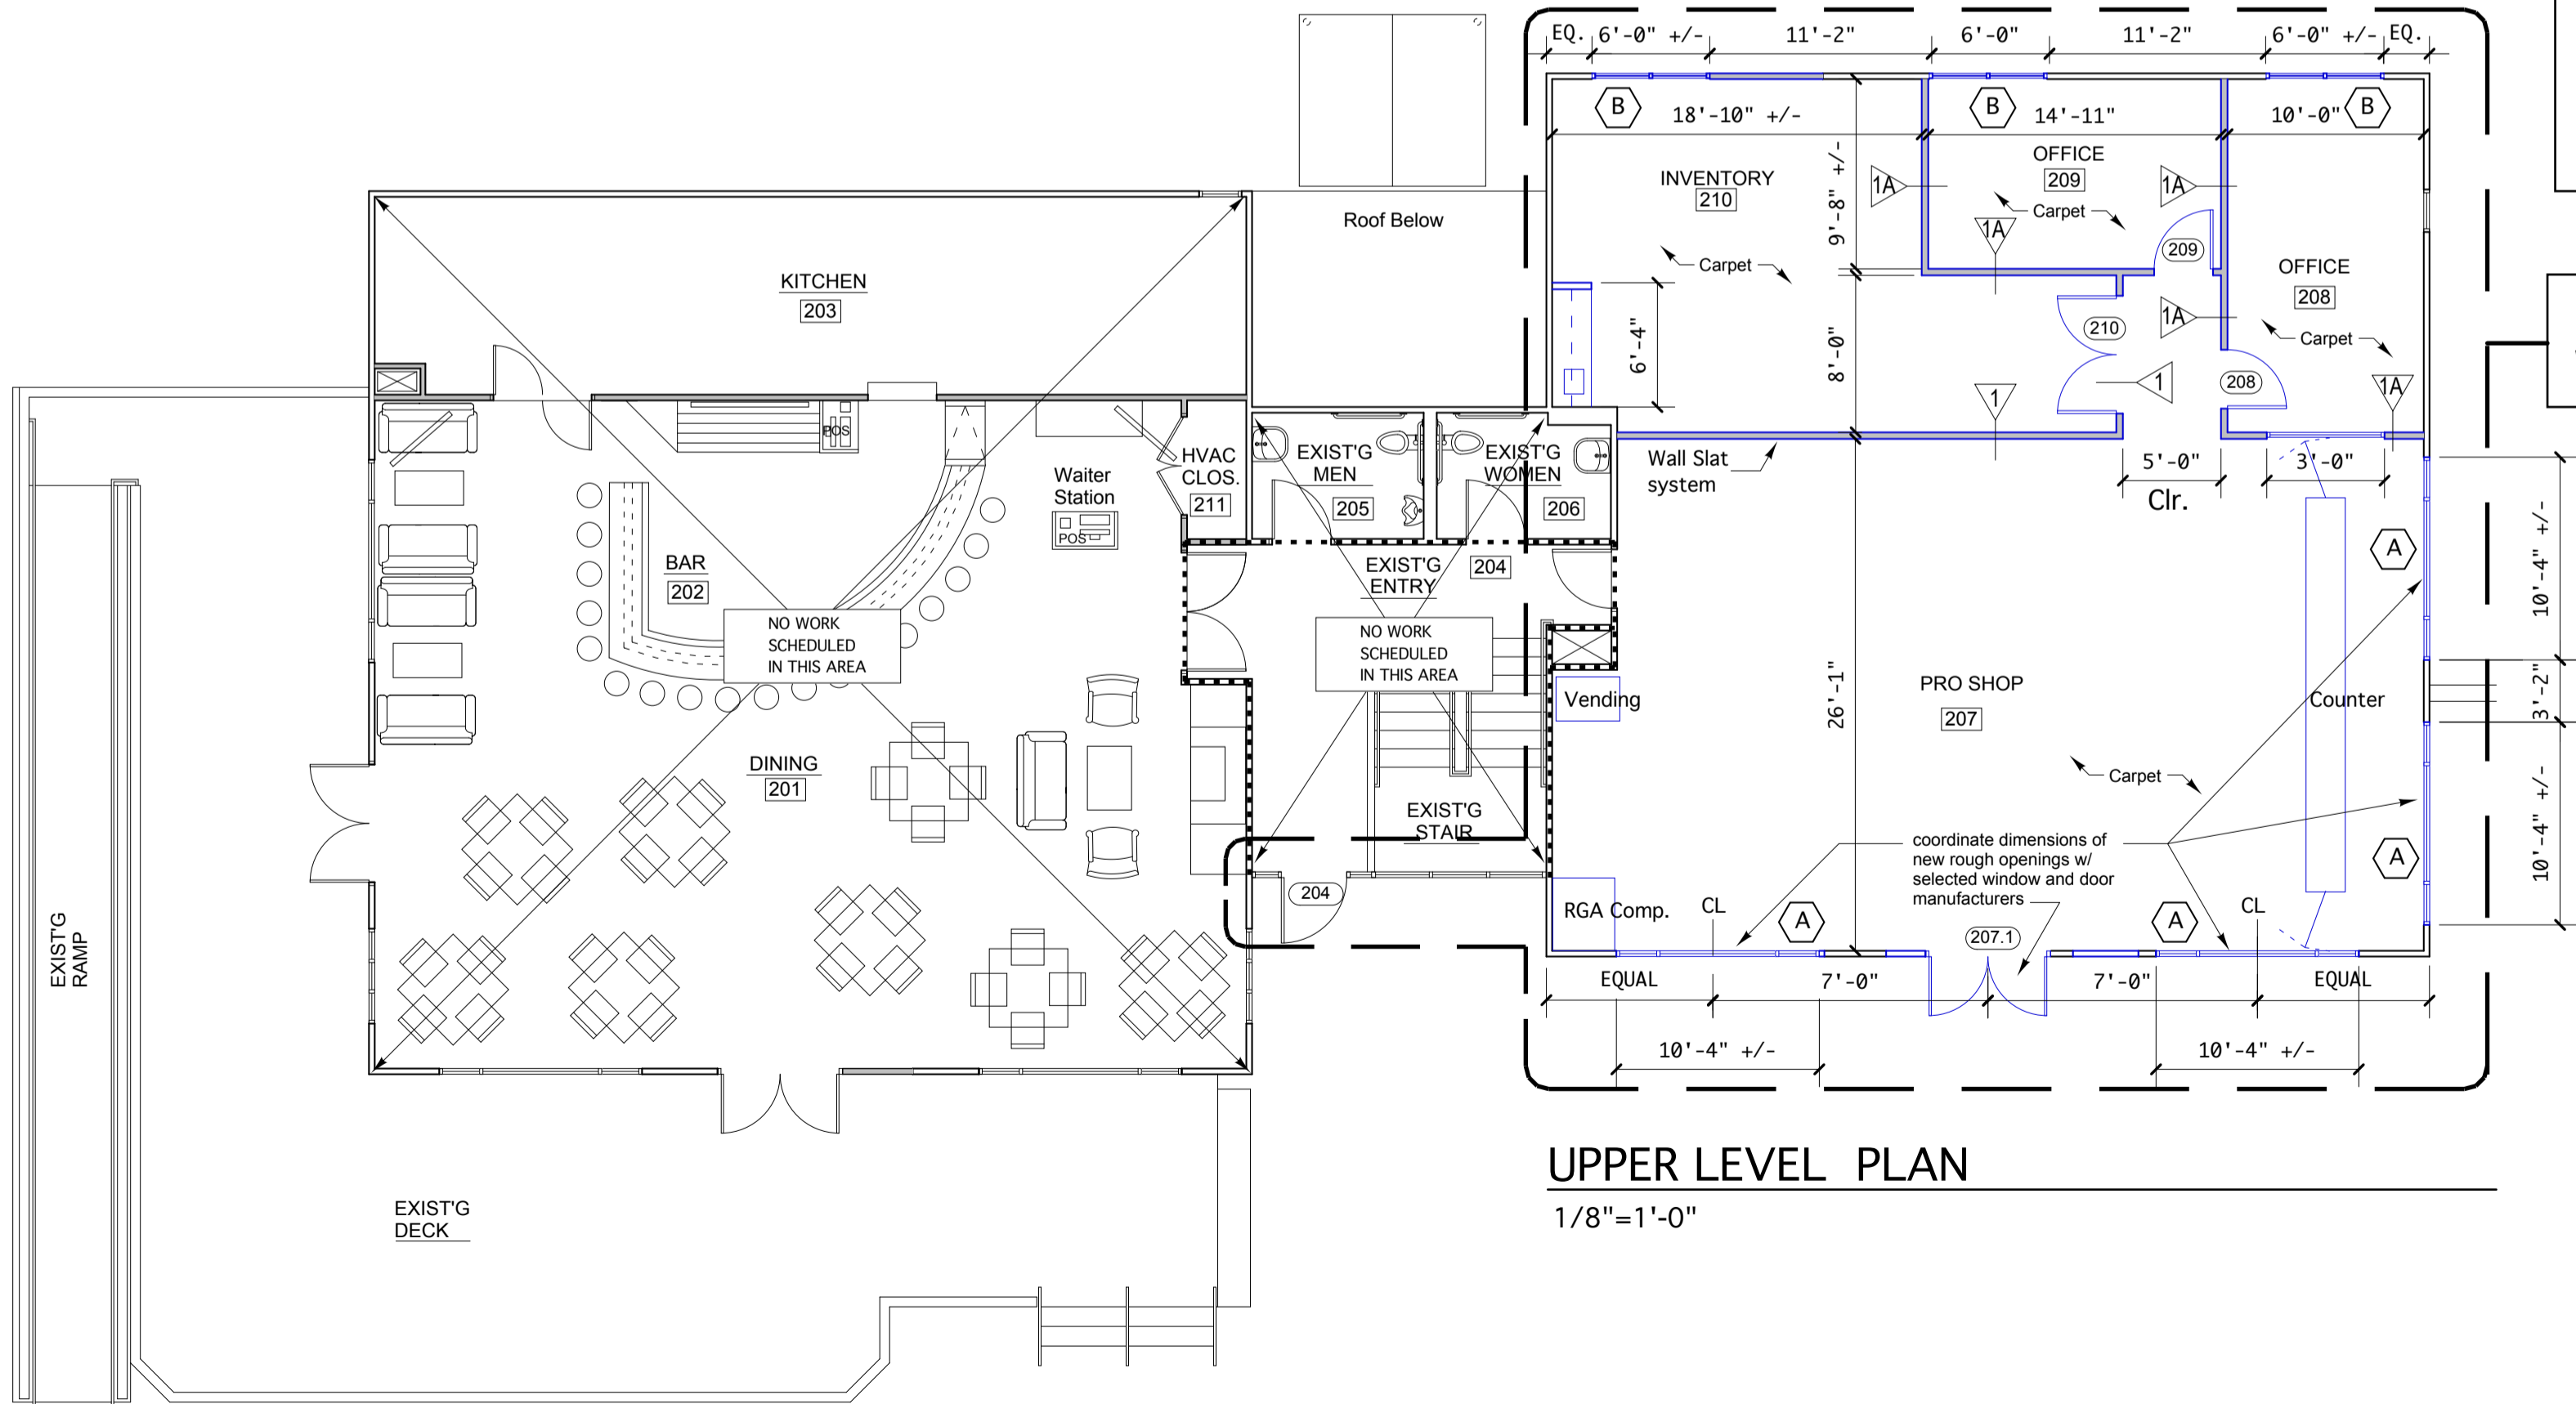 EQ.
6'-0" +/-
11'-2"
6'-0"
11'-2"
6'-0" +/-
EQ.
B
B
B
18'-10" +/-
14'-11"
10'-0"
INVENTORY
210
9'-8" +/-
1A
OFFICE
209
1A
Carpet
1A
209
Roof Below
Carpet
OFFICE
208
KITCHEN
203
6'-4"
8'-0"
210
1A
Carpet
1
1
208
1A
POS
Waiter
Station
POS
HVAC
CLOS.
211
EXIST'G
MEN
205
EXIST'G
WOMEN
206
Wall Slat
system
5'-0"
Clr.
3'-0"
10'-4" +/-
A
BAR
202
EXIST'G
ENTRY
204
NO WORK
SCHEDULED
IN THIS AREA
NO WORK
SCHEDULED
IN THIS AREA
Vending
26'-1"
PRO SHOP
207
Counter
3'-2"
DINING
201
Carpet
EXIST'G
STAIR
10'-4" +/-
A
coordinate dimensions of
new rough openings w/
selected window and door
manufacturers
204
RGA Comp.
CL
A
207.1
A
CL
EXIST'G
RAMP
EQUAL
7'-0"
7'-0"
EQUAL
10'-4" +/-
10'-4" +/-
UPPER LEVEL PLAN
1/8"=1'-0"
EXIST'G
DECK